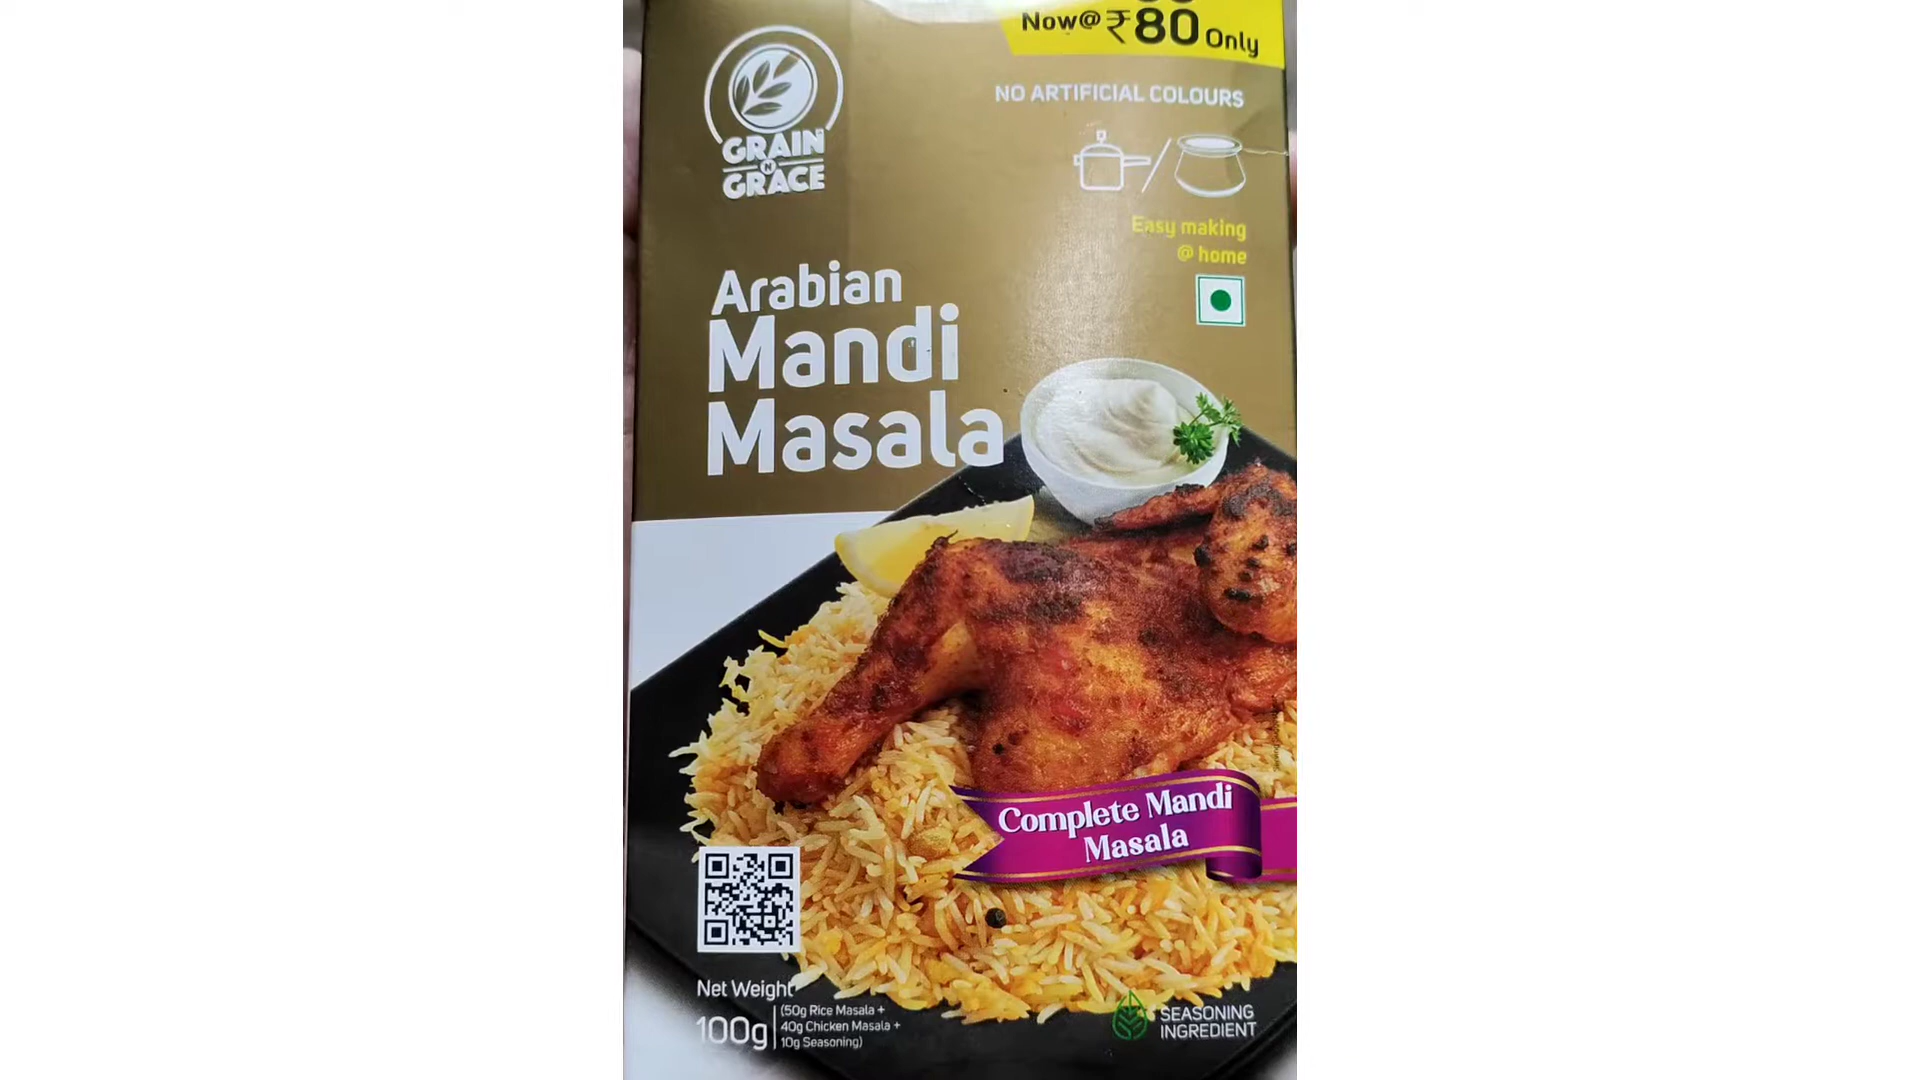 Now@ ₹80 Only
GRAIN
N
GRACE
NO ARTIFICIAL COLOURS
Easy making
@ home
Arabian
Mandi
Masala
Complete Mandi
Masala
Net Weight
100g
(50g Rice Masala +
40g Chicken Masala +
10g Seasoning)
SEASONING
INGREDIENT